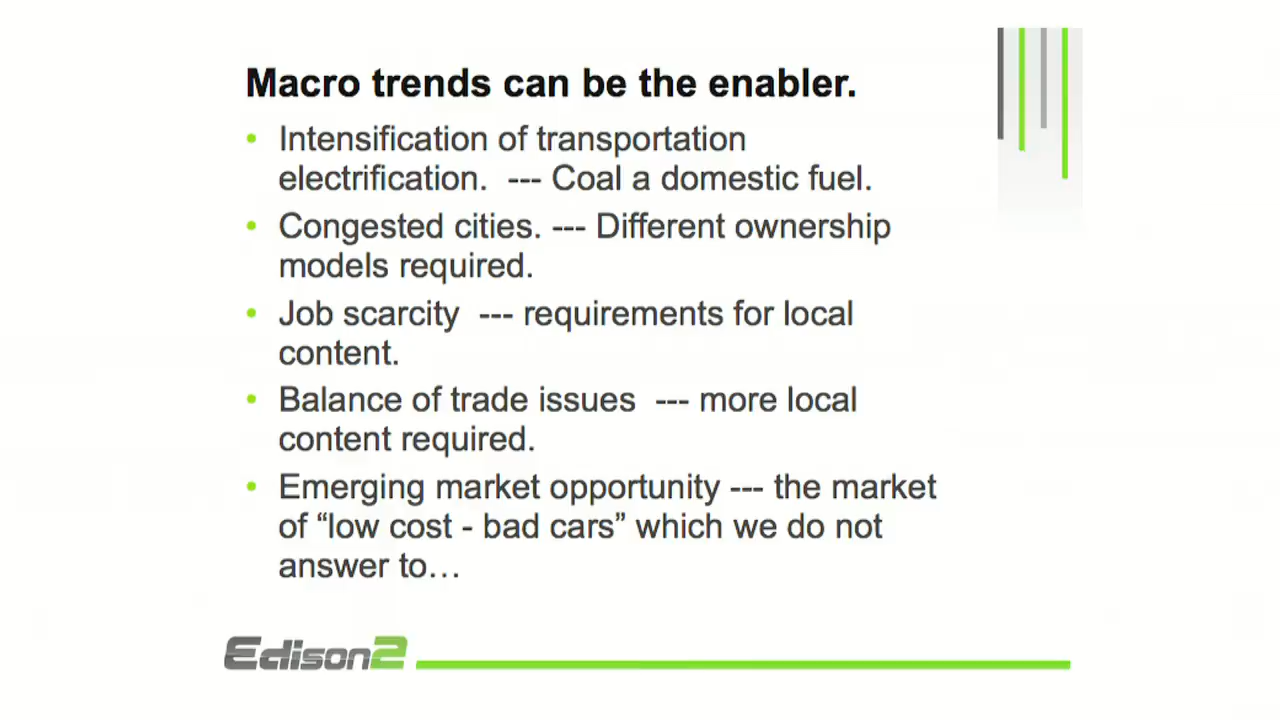 Macro trends can be the enabler.
• Intensification of transportation
electrification.  --- Coal a domestic fuel.
• Congested cities. --- Different ownership
models required.
• Job scarcity  --- requirements for local
content.
• Balance of trade issues  --- more local
content required.
• Emerging market opportunity --- the market
of “low cost - bad cars” which we do not
answer to…
Edison2